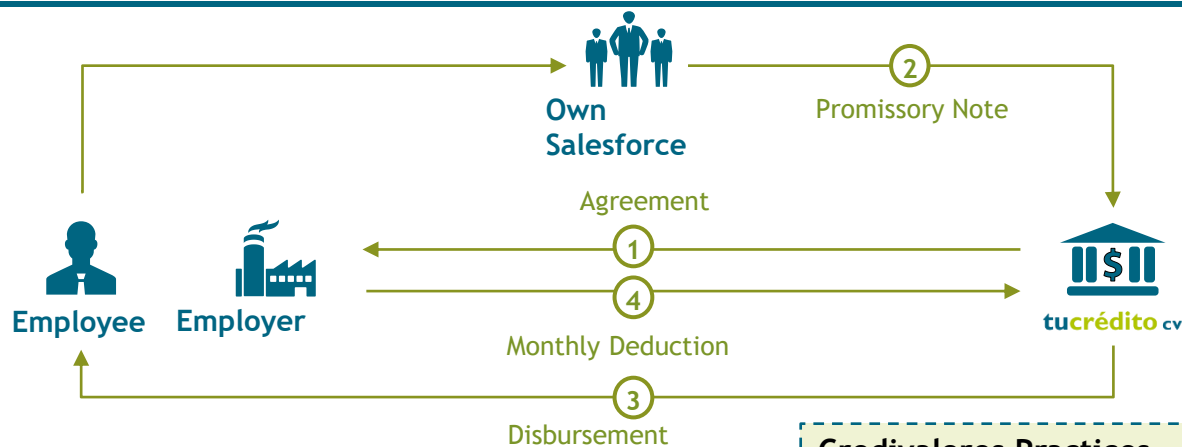 2
Promissory Note
Own
Salesforce
Agreement
1
$
4
Employee
Employer
tucrédito cv
Monthly Deduction
3
Disbursement